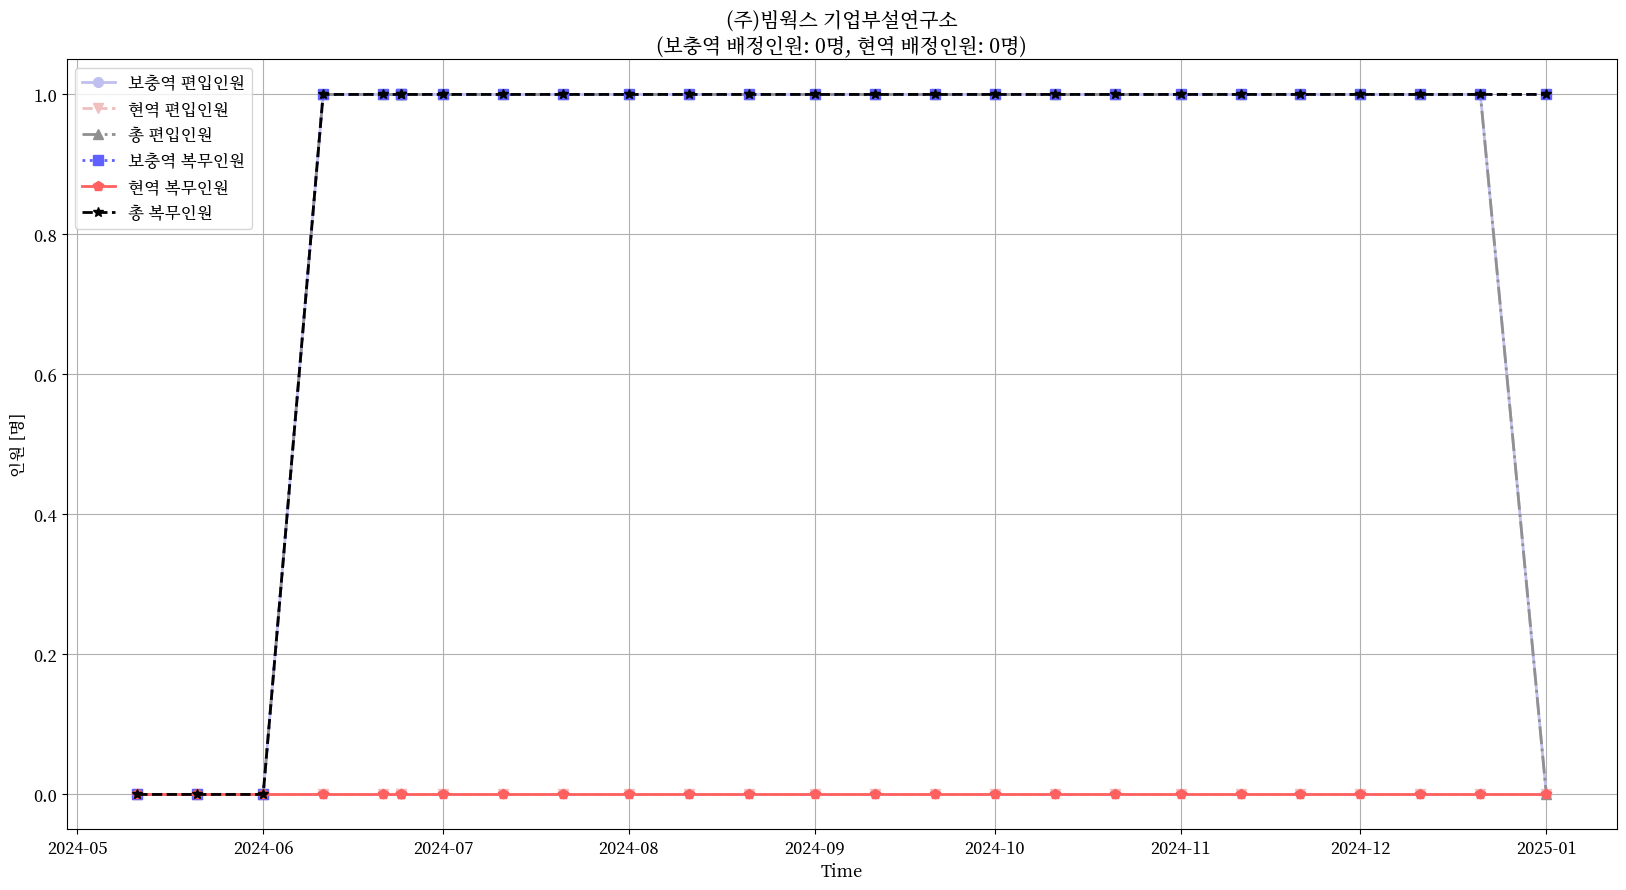 (주)빔웍스 기업부설연구소
(보충역 배정인원: 0명, 현역 배정인원: 0명)
보충역 편입인원
현역 편입인원
총 편입인원
보충역 복무인원
현역 복무인원
총 복무인원
1.0
0.8
0.6
0.4
0.2
0.0
인원 [명]
2024-05
2024-06
2024-07
2024-08
2024-09
2024-10
2024-11
2024-12
2025-01
Time